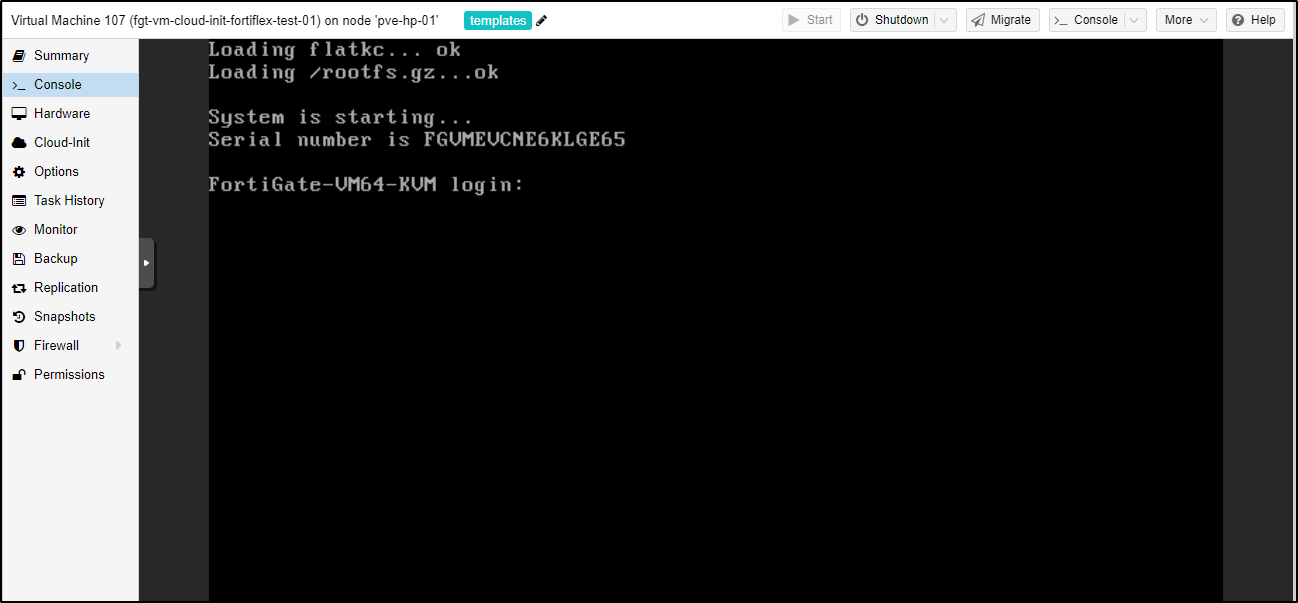 Virtual Machine 107 (fgt-vm-cloud-init-fortiflex-test-01) on node 'pve-hp-01' templates Start Shutdown Migrate >_ Console More Help
Summary
>_ Console
Hardware
Cloud-Init
Options
Task History
Monitor
Backup
Replication
Snapshots
Firewall
Permissions
Loading flatkc... ok
Loading /rootfs.gz...ok
System is starting...
Serial number is FGVMEVCNE6KLGE65
FortiGate-VM64-KVM login: